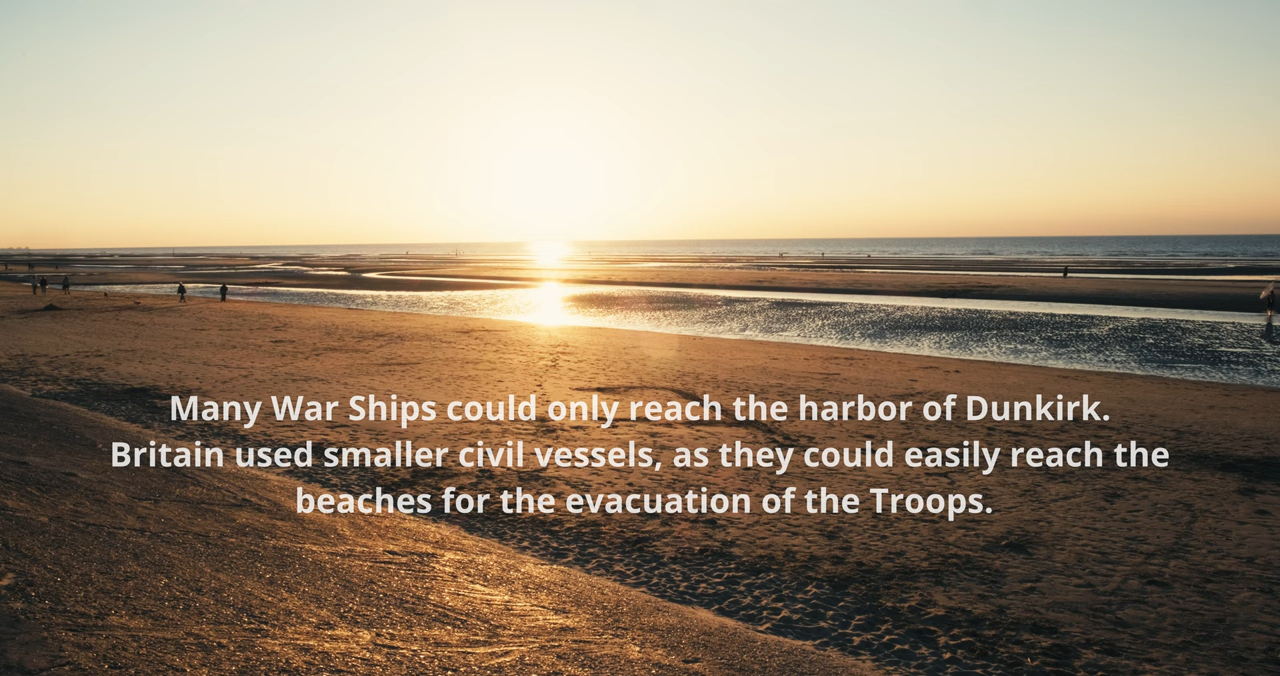 Many War Ships could only reach the harbor of Dunkirk.
Britain used smaller civil vessels, as they could easily reach the
beaches for the evacuation of the Troops.